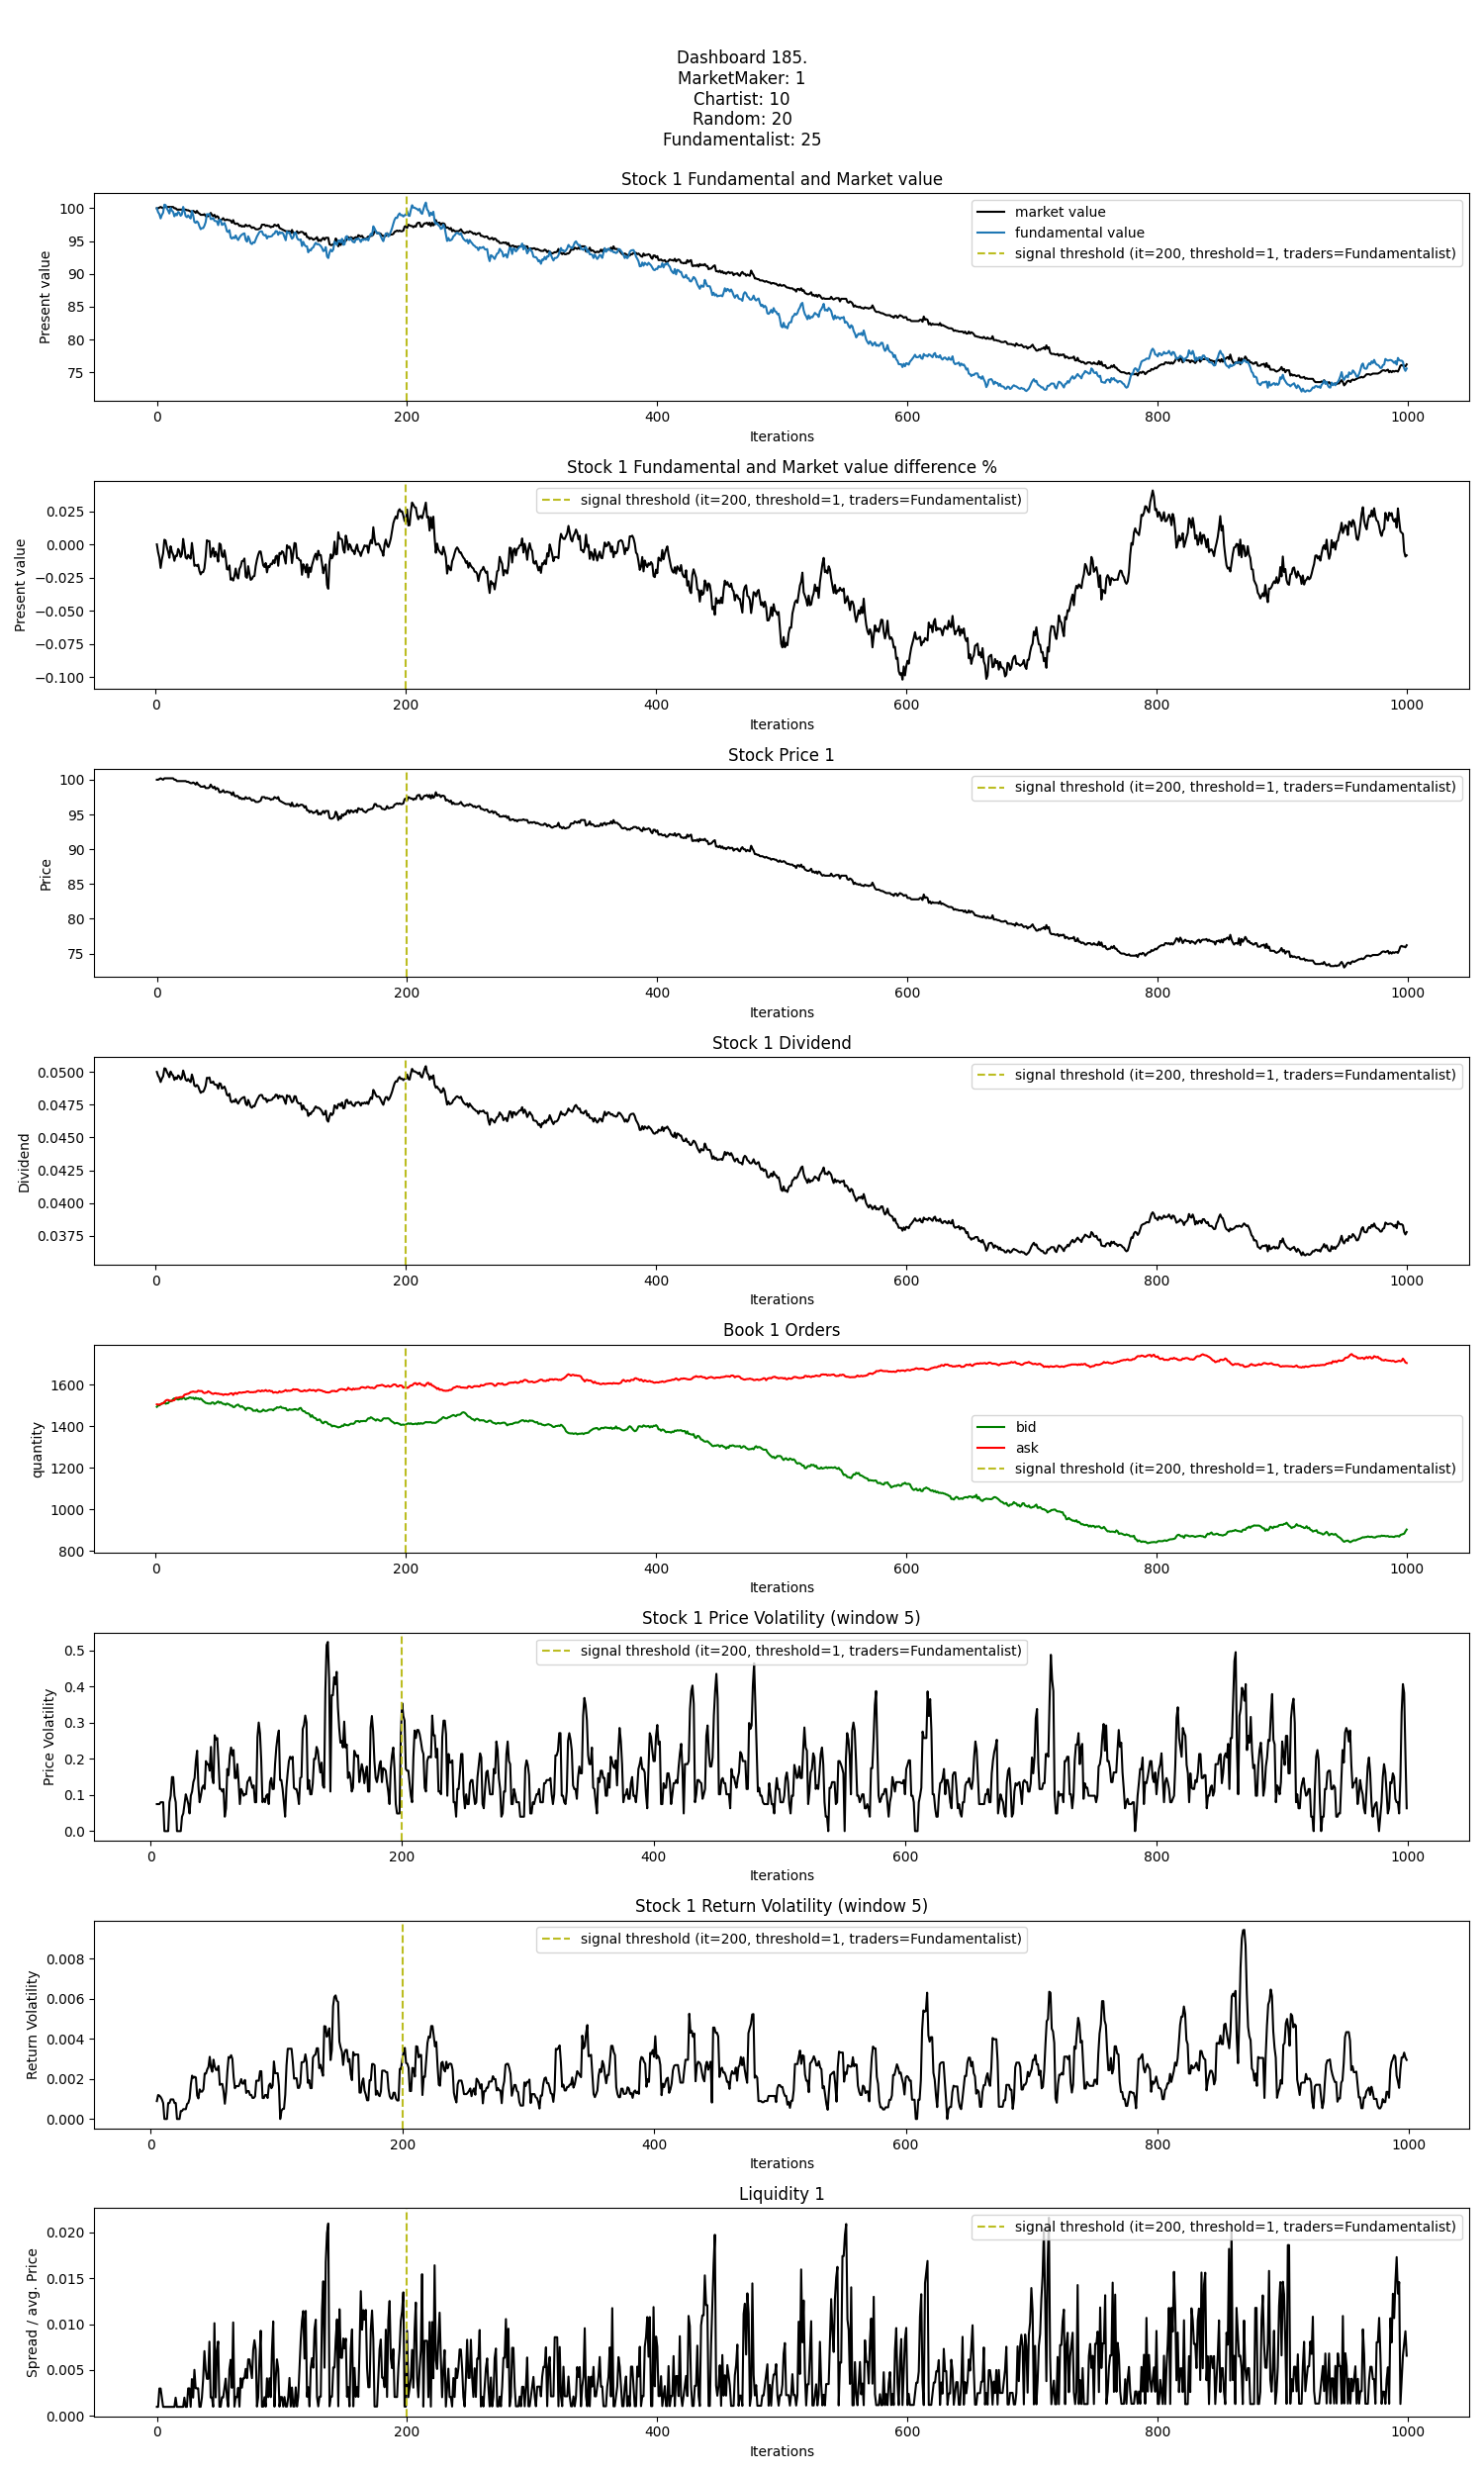 Dashboard 185.
MarketMaker: 1
Chartist: 10
Random: 20
Fundamentalist: 25
Stock 1 Fundamental and Market value
market value
fundamental value
signal threshold (it=200, threshold=1, traders=Fundamentalist)
Present value
100
95
90
85
80
75
0 200 400 600 800 1000
Iterations
Stock 1 Fundamental and Market value difference %
signal threshold (it=200, threshold=1, traders=Fundamentalist)
Present value
0.025
0.000
−0.025
−0.050
−0.075
−0.100
0 200 400 600 800 1000
Iterations
Stock Price 1
signal threshold (it=200, threshold=1, traders=Fundamentalist)
Price
100
95
90
85
80
75
0 200 400 600 800 1000
Iterations
Stock 1 Dividend
signal threshold (it=200, threshold=1, traders=Fundamentalist)
Dividend
0.0500
0.0475
0.0450
0.0425
0.0400
0.0375
0 200 400 600 800 1000
Iterations
Book 1 Orders
bid
ask
signal threshold (it=200, threshold=1, traders=Fundamentalist)
quantity
1600
1400
1200
1000
800
0 200 400 600 800 1000
Iterations
Stock 1 Price Volatility (window 5)
signal threshold (it=200, threshold=1, traders=Fundamentalist)
Price Volatility
0.5
0.4
0.3
0.2
0.1
0.0
0 200 400 600 800 1000
Iterations
Stock 1 Return Volatility (window 5)
signal threshold (it=200, threshold=1, traders=Fundamentalist)
Return Volatility
0.008
0.006
0.004
0.002
0.000
0 200 400 600 800 1000
Iterations
Liquidity 1
signal threshold (it=200, threshold=1, traders=Fundamentalist)
Spread / avg. Price
0.020
0.015
0.010
0.005
0.000
0 200 400 600 800 1000
Iterations